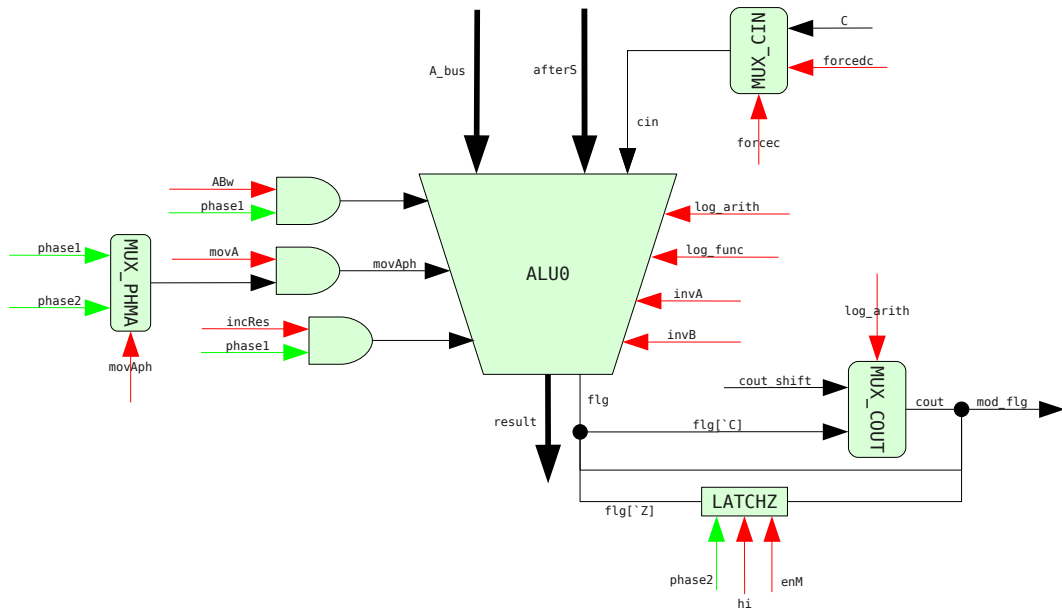 C
MUX_CIN
forcedc
A_bus
afterS
cin
forcec
ABw
phase1
log_arith
phase1
MUX_PHMA
movA
movAph
ALU0
log_func
phase2
invA
log_arith
incRes
phase1
invB
movAph
cout_shift
MUX_COUT
flg
cout
mod_flg
result
flg[`C]
LATCHZ
flg[`Z]
phase2
enM
hi